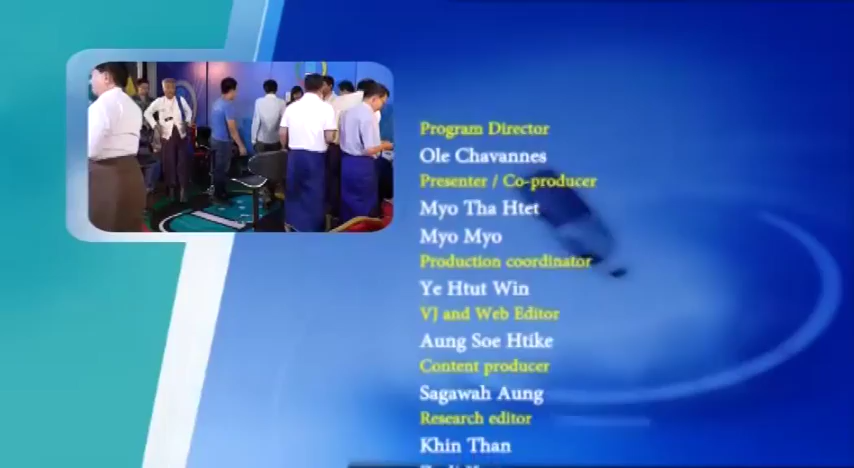 Program Director
Ole Chavannes
Presenter / Co-producer
Myo Tha Htet
Myo Myo
Production coordinator
Ye Htut Win
VJ and Web Editor
Aung Soe Htike
Content producer
Sagawah Aung
Research editor
Khin Than